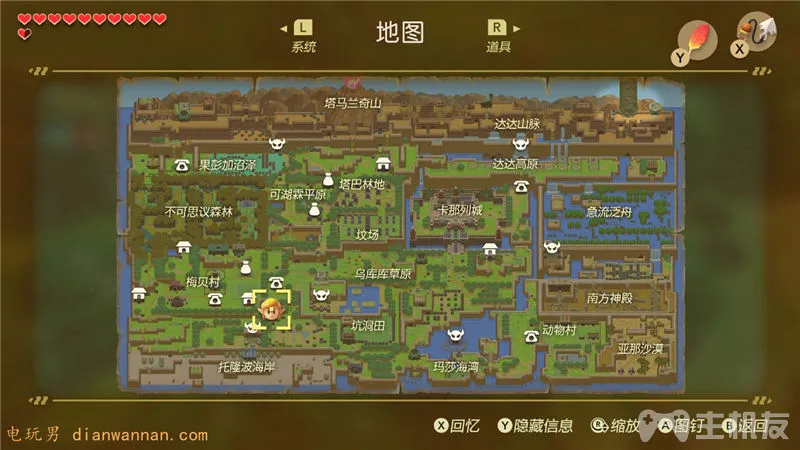 L
地图
R
系统
道具
Y
X
塔马兰奇山
达达山脉
果彭加沼泽
达达高原
塔巴林地
可湖霖平原
不可思议森林
卡那列城
急流泛舟
坟场
乌库库草原
梅贝村
南方神殿
坑洞田
动物村
亚那沙漠
托隆波海岸
玛莎海湾
电玩男 dianwannan.com
X回忆 Y隐藏信息 R缩放 A图钉 B返回
主机友